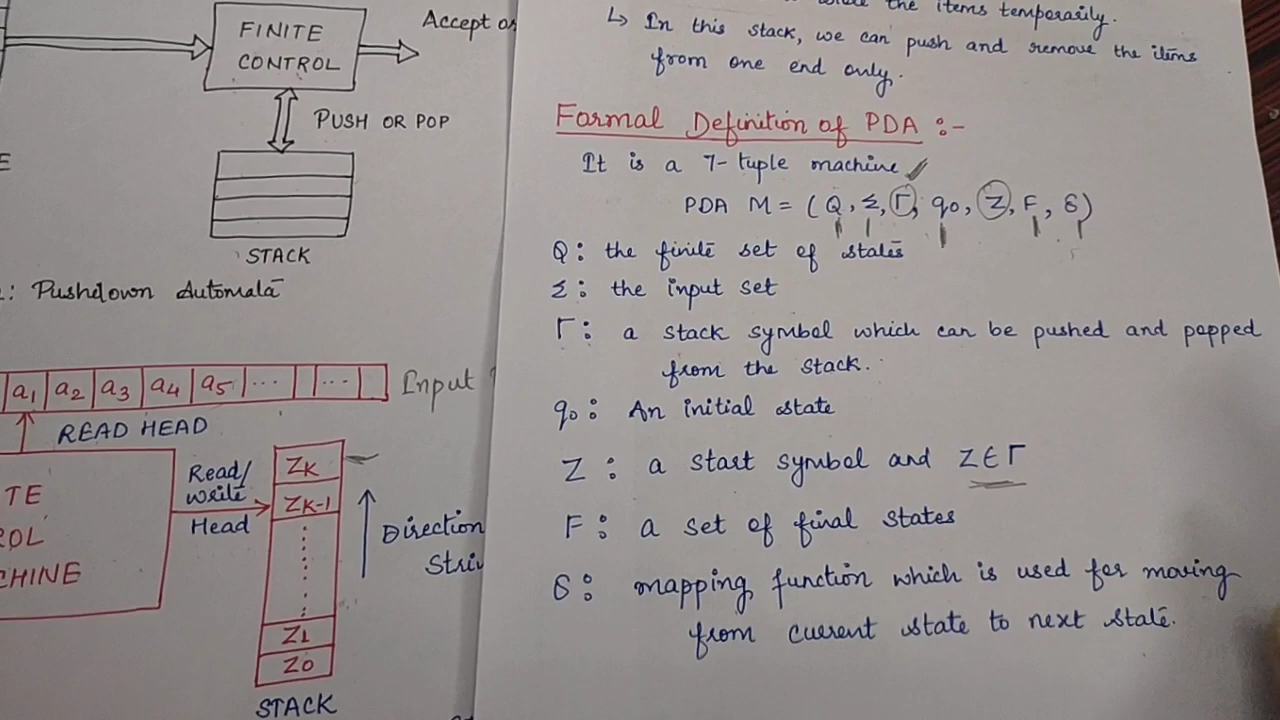 FINITE
CONTROL
Accept or
PUSH OR POP
STACK
: Pushdown Automata
a1 a2 a3 a4 a5 ... ...
Input
READ HEAD
Read/
Write
Head
ZK
ZK-1
Z1
Z0
Direction
STACK
the items temporarily.
↳ In this stack, we can push and remove the items
from one end only.
Formal Definition of PDA :-
It is a 7-tuple machine
PDA M = (Q, Σ, Γ, q0, Z, F, δ)
Q : the finite set of states
Σ : the input set
Γ : a stack symbol which can be pushed and popped
from the stack.
q0 : An initial state
Z : a start symbol and Z∈Γ
F : a set of final states
δ : mapping function which is used for moving
from current state to next state.